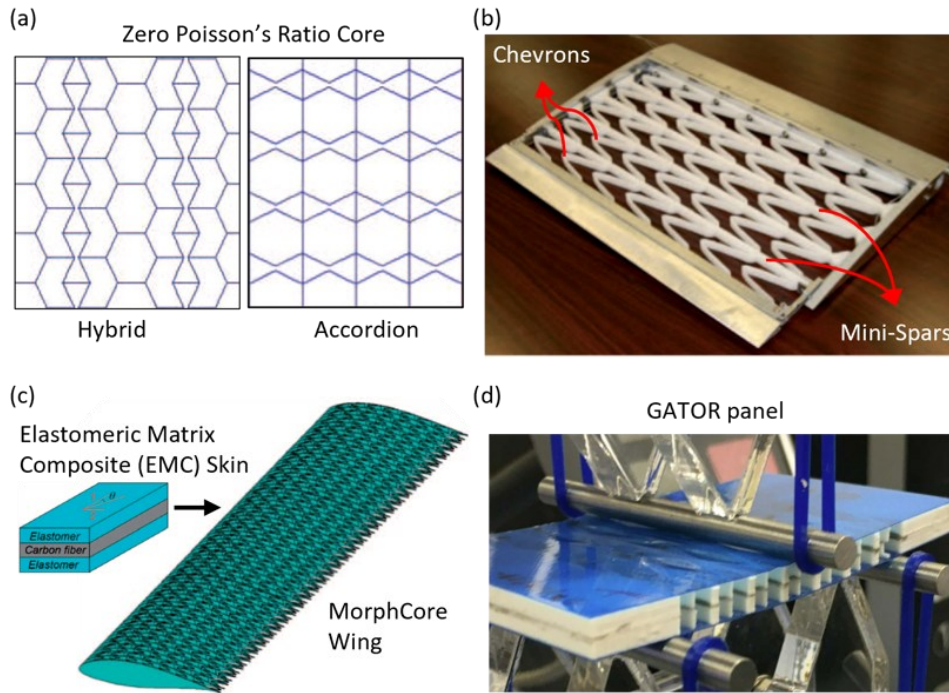 (a)
Zero Poisson's Ratio Core
Hybrid
Accordion
(b)
Chevrons
Mini-Spars
(c)
Elastomeric Matrix
Composite (EMC) Skin
θ
Elastomer
Carbon fiber
Elastomer
MorphCore
Wing
(d)
GATOR panel